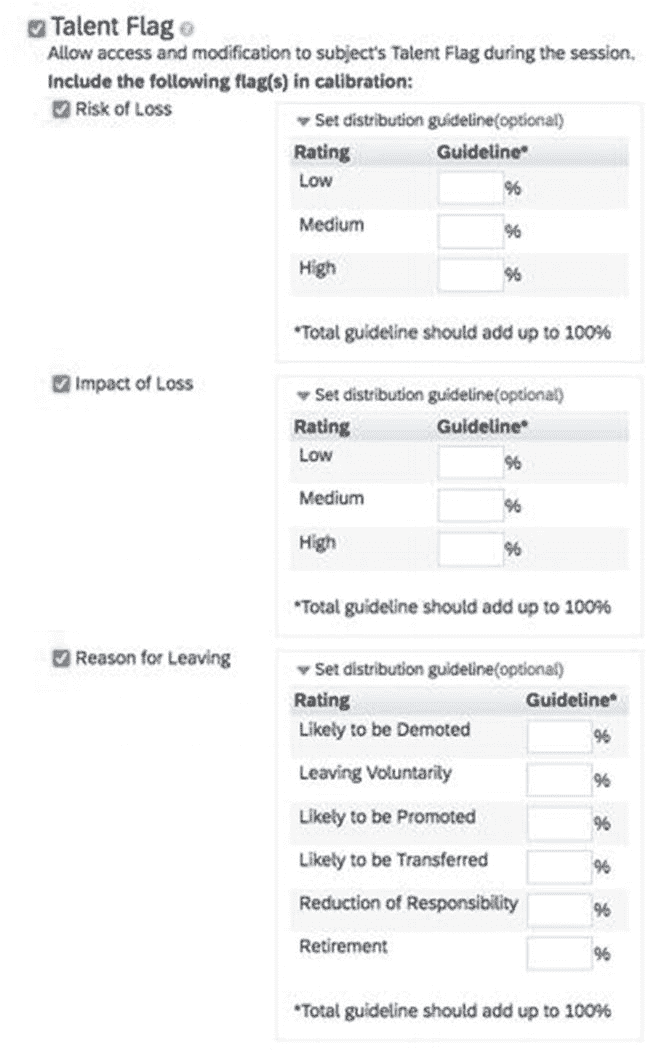 Talent Flag
Allow access and modification to subject's Talent Flag during the session.
Include the following flag(s) in calibration:
Risk of Loss
Set distribution guideline(optional)
Rating Guideline*
Low %
Medium %
High %
*Total guideline should add up to 100%
Impact of Loss
Set distribution guideline(optional)
Rating Guideline*
Low %
Medium %
High %
*Total guideline should add up to 100%
Reason for Leaving
Set distribution guideline(optional)
Rating Guideline*
Likely to be Demoted %
Leaving Voluntarily %
Likely to be Promoted %
Likely to be Transferred %
Reduction of Responsibility %
Retirement %
*Total guideline should add up to 100%